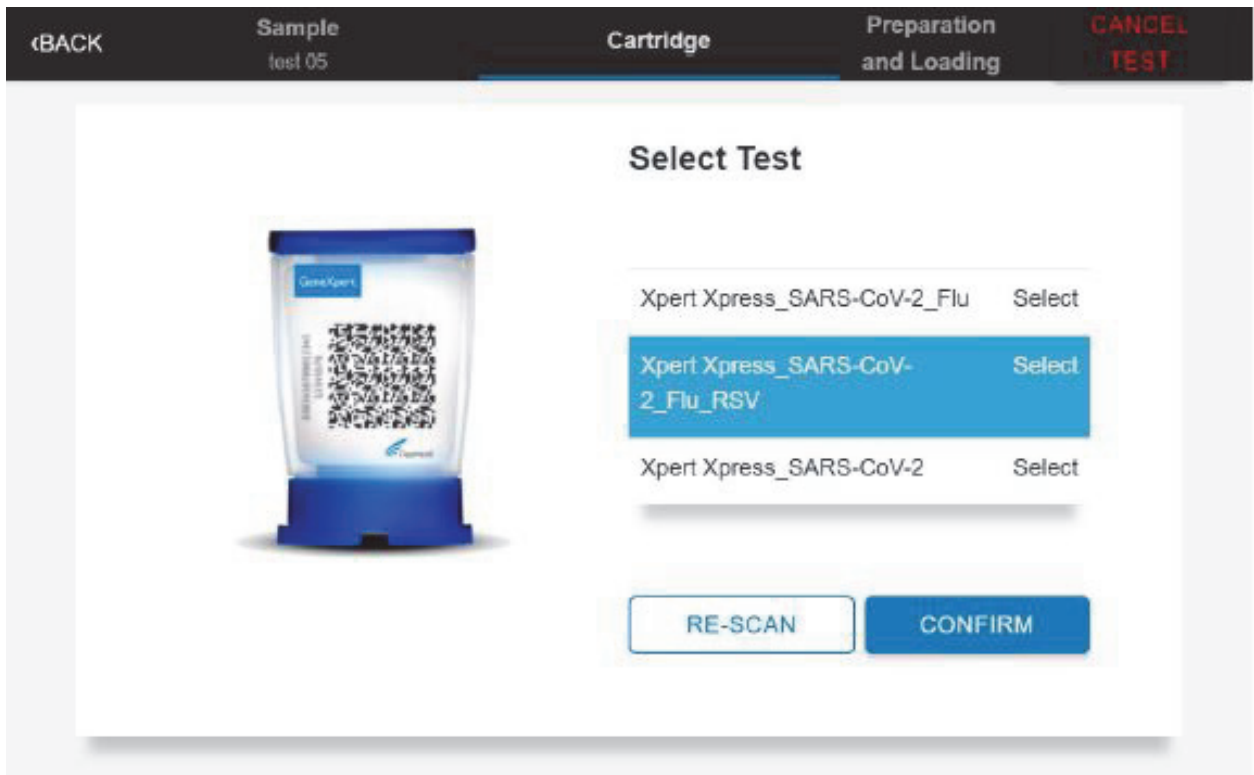 ‹BACK
Sample
test 05
Cartridge
Preparation
and Loading
CANCEL
TEST
Select Test
GeneXpert
Xpert Xpress_SARS-CoV-2_Flu Select
Xpert Xpress_SARS-CoV-
2_Flu_RSV Select
Xpert Xpress_SARS-CoV-2 Select
RE-SCAN
CONFIRM